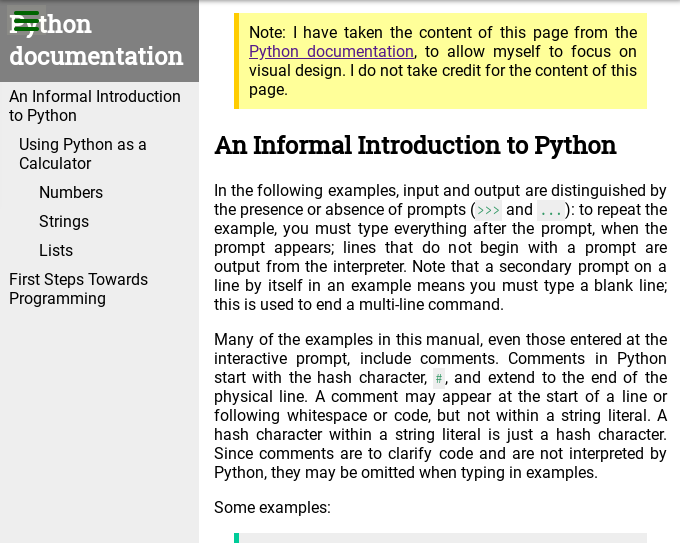 Python
documentation
An Informal Introduction
to Python
Using Python as a
Calculator
Numbers
Strings
Lists
First Steps Towards
Programming
Note: I have taken the content of this page from the
Python documentation, to allow myself to focus on
visual design. I do not take credit for the content of this
page.
An Informal Introduction to Python
In the following examples, input and output are distinguished by
the presence or absence of prompts (>>> and ...): to repeat the
example, you must type everything after the prompt, when the
prompt appears; lines that do not begin with a prompt are
output from the interpreter. Note that a secondary prompt on a
line by itself in an example means you must type a blank line;
this is used to end a multi-line command.
Many of the examples in this manual, even those entered at the
interactive prompt, include comments. Comments in Python
start with the hash character, #, and extend to the end of the
physical line. A comment may appear at the start of a line or
following whitespace or code, but not within a string literal. A
hash character within a string literal is just a hash character.
Since comments are to clarify code and are not interpreted by
Python, they may be omitted when typing in examples.
Some examples: